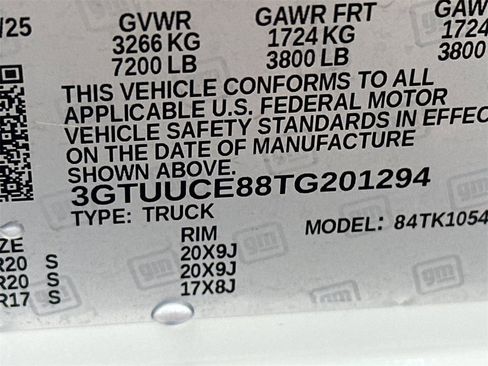 /25 GVWR GAWR FRT GAW
3266 KG 1724 KG 1724
7200 LB 3800 LB 3800
THIS VEHICLE CONFORMS TO ALL
APPLICABLE U.S. FEDERAL MOTOR
VEHICLE SAFETY STANDARDS IN EFFEC
ON THE DATE OF MANUFACTURE
SHOWN ABOVE.
3GTUUCE88TG201294
TYPE: TRUCK MODEL: 84TK1054
ZE RIM
R20 S 20X9J
R20 S 20X9J
R17 S 17X8J
gm